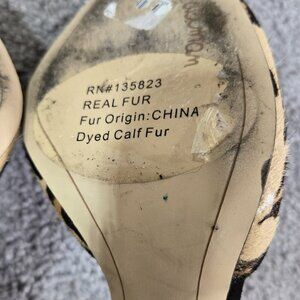 RN#135823
REAL FUR
Fur Origin:CHINA
Dyed Calf Fur